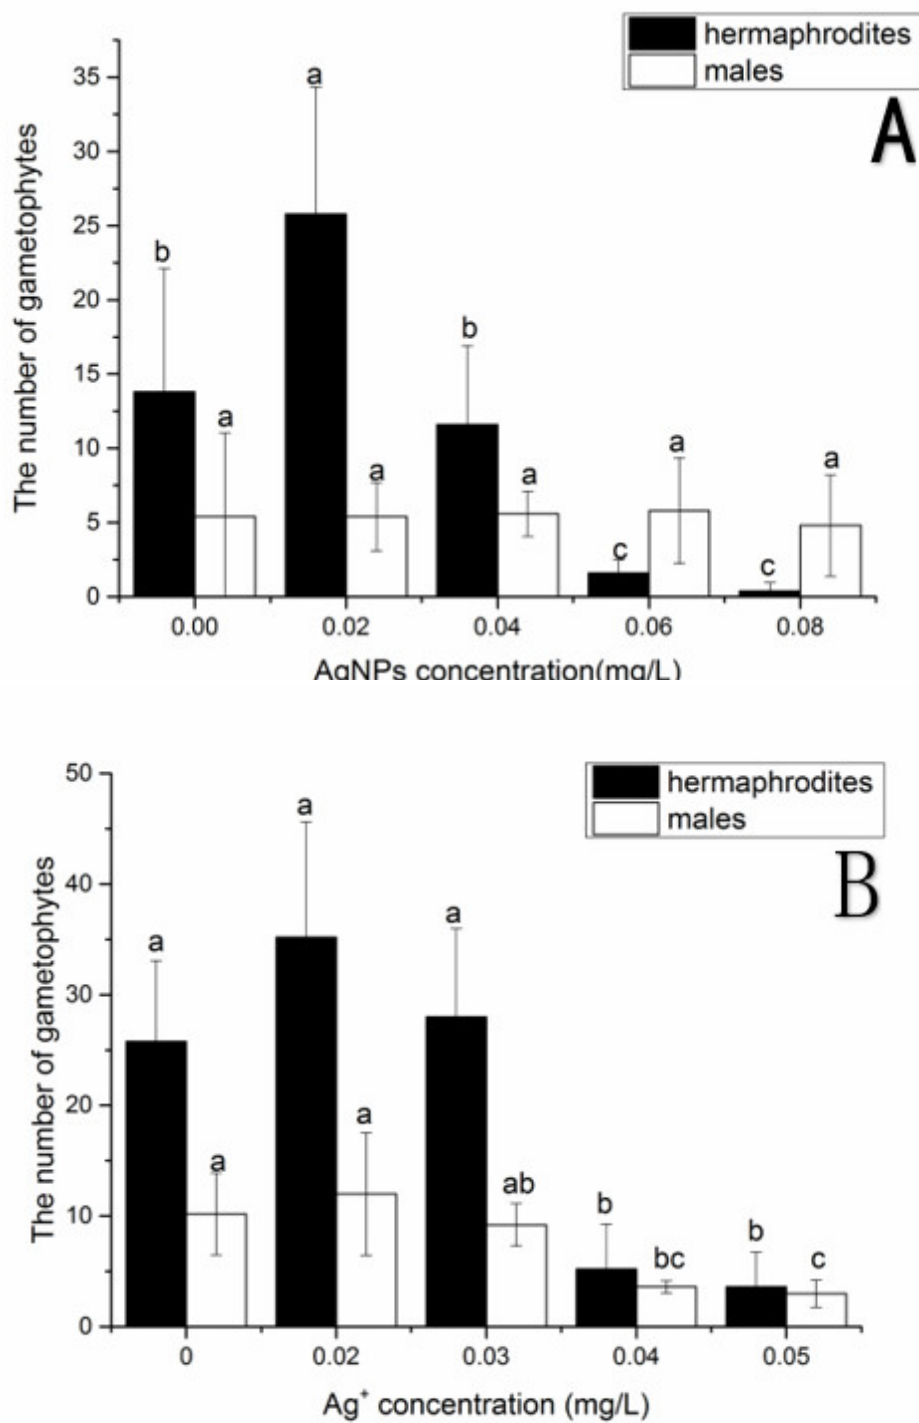 hermaphrodites
males
A
The number of gametophytes
35
30
25
20
15
10
5
0
b
a
a
a
b
a
c
a
c
a
0.00 0.02 0.04 0.06 0.08
AgNPs concentration(mg/L)
hermaphrodites
males
B
The number of gametophytes
50
40
30
20
10
0
a
a
a
a
a
ab
b
bc
b
c
0 0.02 0.03 0.04 0.05
Ag⁺ concentration (mg/L)